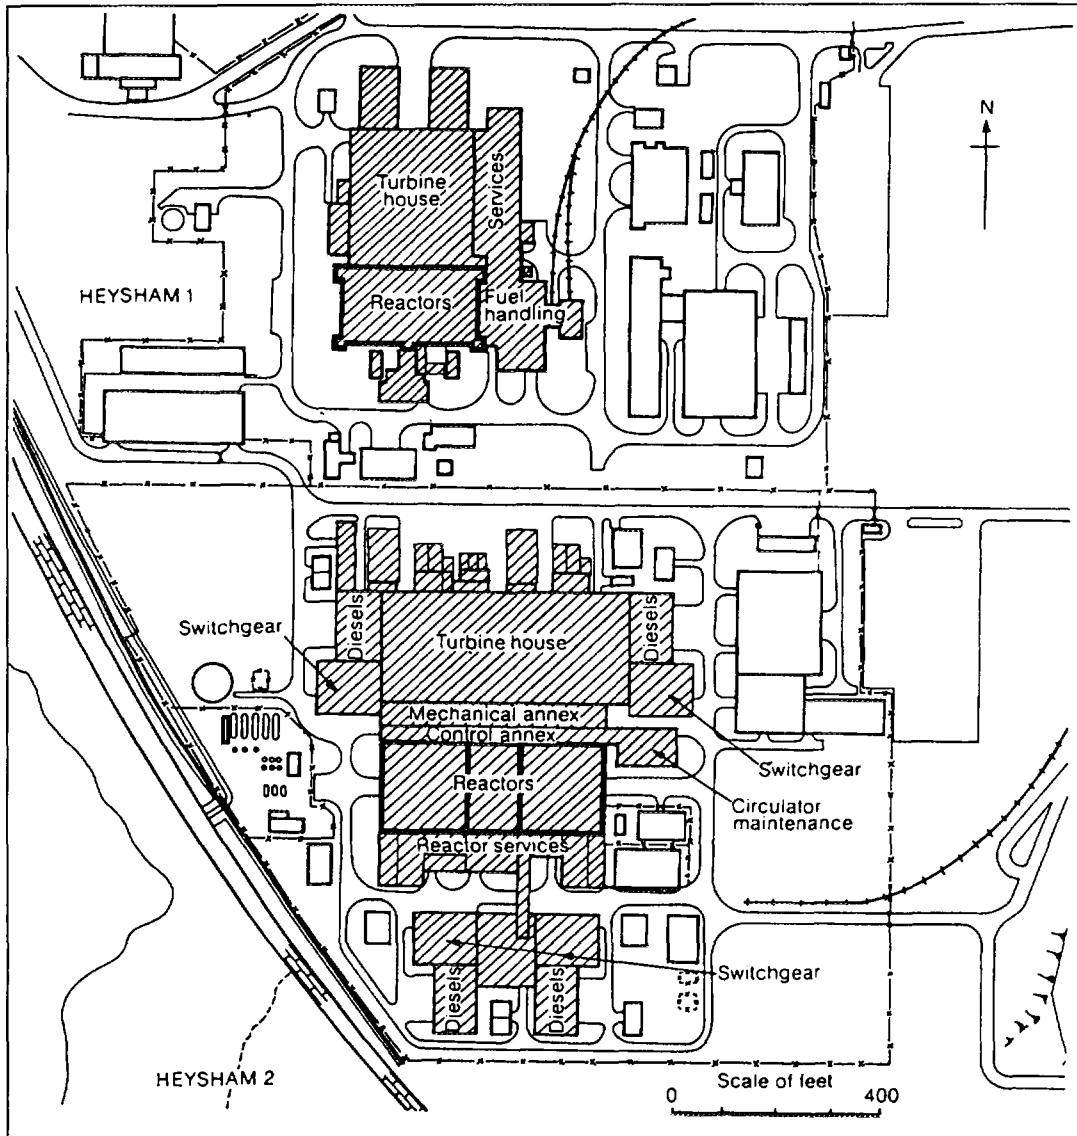 N
Turbine
house
Services
HEYSHAM 1
Reactors
Fuel
handling
Diesels
Turbine house
Diesels
Switchgear
Mechanical annex
Control annex
Switchgear
Reactors
Circulator
maintenance
Reactor services
Switchgear
Diesels
Diesels
HEYSHAM 2
Scale of feet
0 400